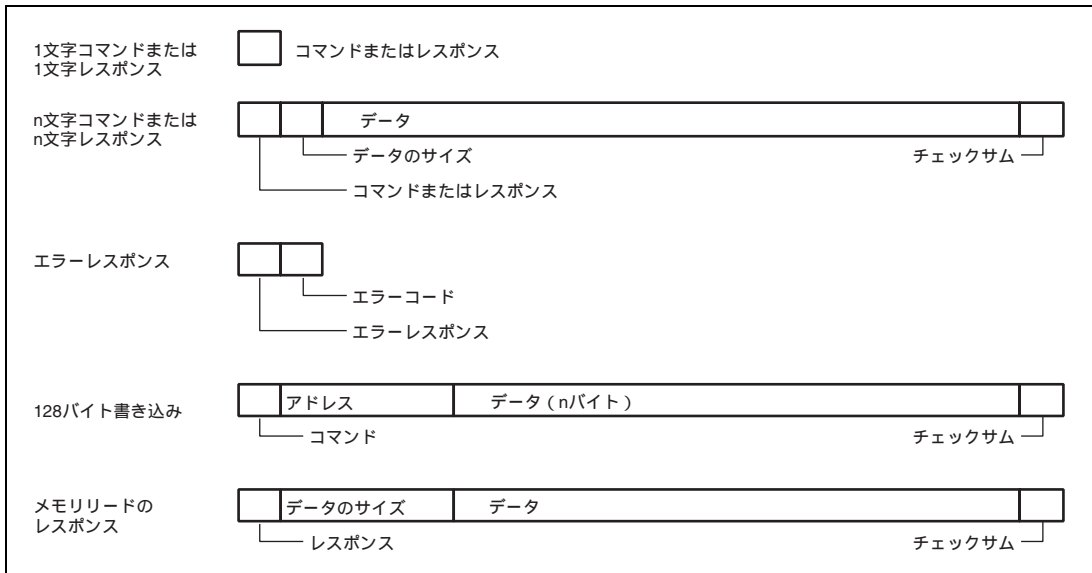 1文字コマンドまたは
1文字レスポンス
コマンドまたはレスポンス
n文字コマンドまたは
n文字レスポンス
データ
データのサイズ
チェックサム
コマンドまたはレスポンス
エラーレスポンス
エラーコード
エラーレスポンス
128バイト書き込み
アドレス
データ(nバイト)
コマンド
チェックサム
メモリリードの
レスポンス
データのサイズ
データ
レスポンス
チェックサム